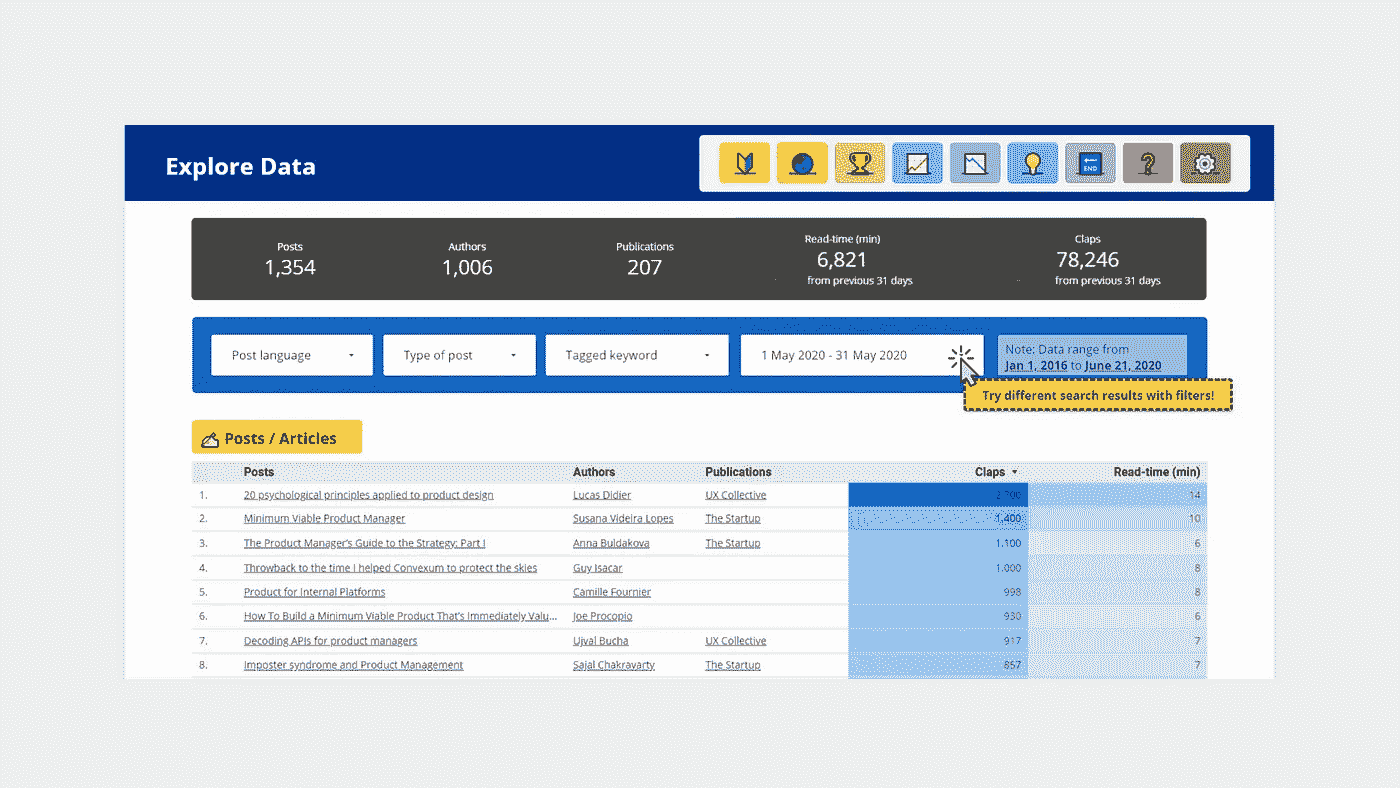 Explore Data
END
Posts
1,354
Authors
1,006
Publications
207
Read-time (min)
6,821
from previous 31 days
Claps
78,246
from previous 31 days
Post language
Type of post
Tagged keyword
1 May 2020 - 31 May 2020
Note: Data range from
Jan 1, 2016 to June 21, 2020
Try different search results with filters!
Posts / Articles
Posts Authors Publications Claps Read-time (min)
1. 20 psychological principles applied to product design Lucas Didier UX Collective 14
2. Minimum Viable Product Manager Susana Videira Lopes The Startup 1,400 10
3. The Product Manager's Guide to the Strategy: Part I Anna Buldakova The Startup 1,100 6
4. Throwback to the time I helped Convexum to protect the skies Guy Isacar 1,000 8
5. Product for Internal Platforms Camille Fournier 998 8
6. How To Build a Minimum Viable Product That's Immediately Valu... Joe Procopio 930 6
7. Decoding APIs for product managers Ujval Bucha UX Collective 917 7
8. Imposter syndrome and Product Management Sajal Chakravarty The Startup 857 7